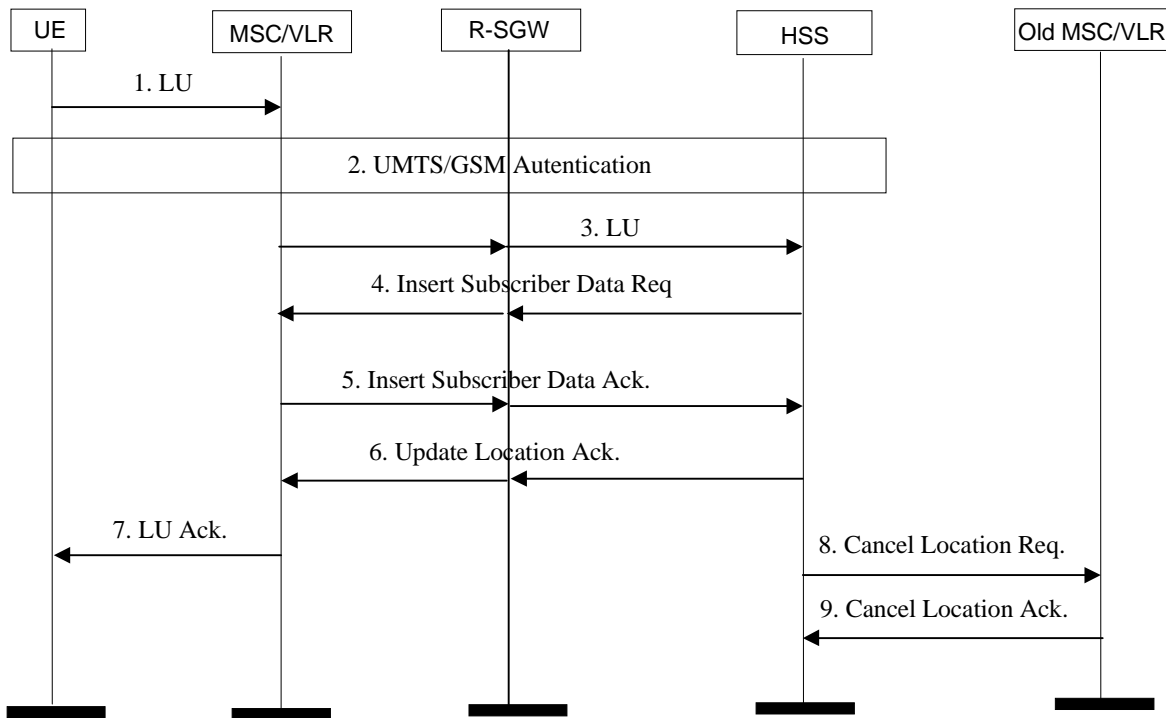 UE
MSC/VLR
R-SGW
HSS
Old MSC/VLR
1. LU
2. UMTS/GSM Autentication
3. LU
4. Insert Subscriber Data Req
5. Insert Subscriber Data Ack.
6. Update Location Ack.
7. LU Ack.
8. Cancel Location Req.
9. Cancel Location Ack.